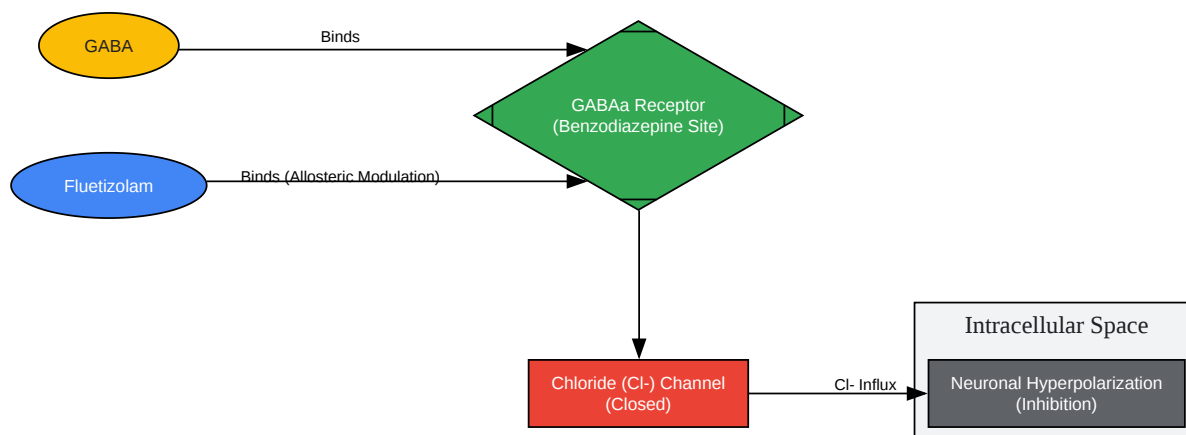 GABA
Binds
GABAa Receptor
(Benzodiazepine Site)
Fluetizolam
Binds (Allosteric Modulation)
Intracellular Space
Chloride (Cl-) Channel
(Closed)
Cl- Influx
Neuronal Hyperpolarization
(Inhibition)